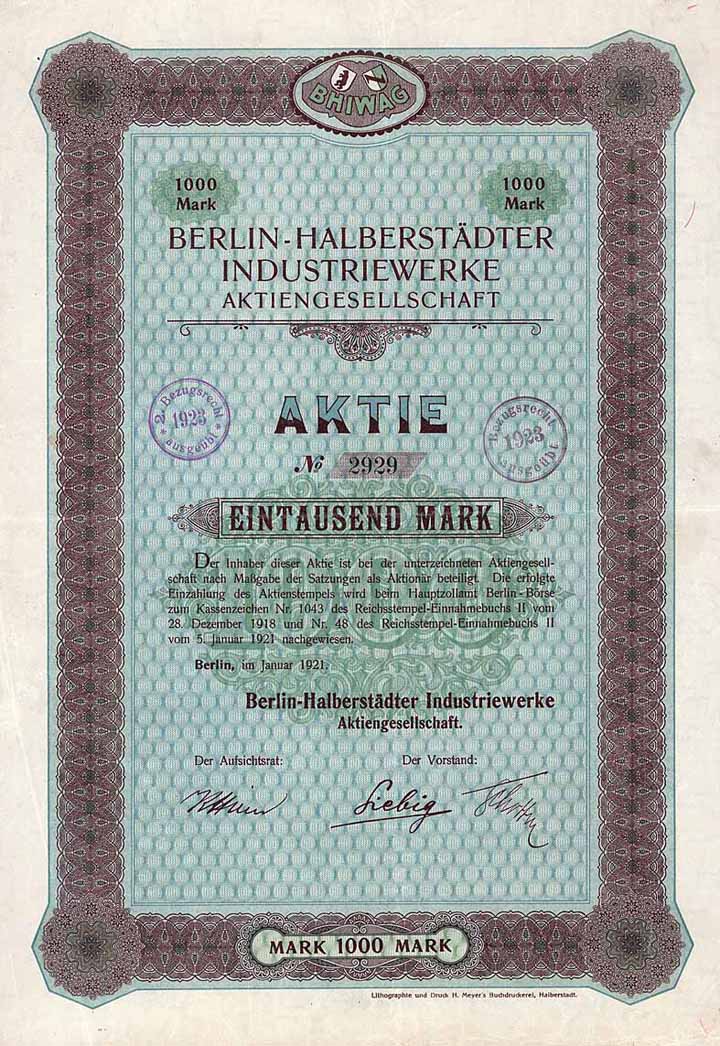 BHIWAG
1000 Mark
1000 Mark
BERLIN-HALBERSTÄDTER
INDUSTRIEWERKE
AKTIENGESELLSCHAFT
2. Bezugsrecht
1923
ausgeübt
Bezugsrecht
1923
ausgeübt
AKTIE
No 2929
EINTAUSEND MARK
1000
Der Inhaber dieser Aktie ist bei der unterzeichneten Aktiengesell-
schaft nach Maßgabe der Satzungen als Aktionär beteiligt. Die erfolgte
Einzahlung des Aktienstempels wird beim Hauptzollamt Berlin-Börse
zum Kassenzeichen Nr. 1043 des Reichsstempel-Einnahmebuchs II vom
28. Dezember 1918 und Nr. 48 des Reichsstempel-Einnahmebuchs II
vom 5. Januar 1921 nachgewiesen.
Berlin, im Januar 1921.
Berlin-Halberstädter Industriewerke
Aktiengesellschaft.
Der Aufsichtsrat: Der Vorstand:
Liebig
MARK 1000 MARK
Lithographie und Druck H. Meyer's Buchdruckerei, Halberstadt.